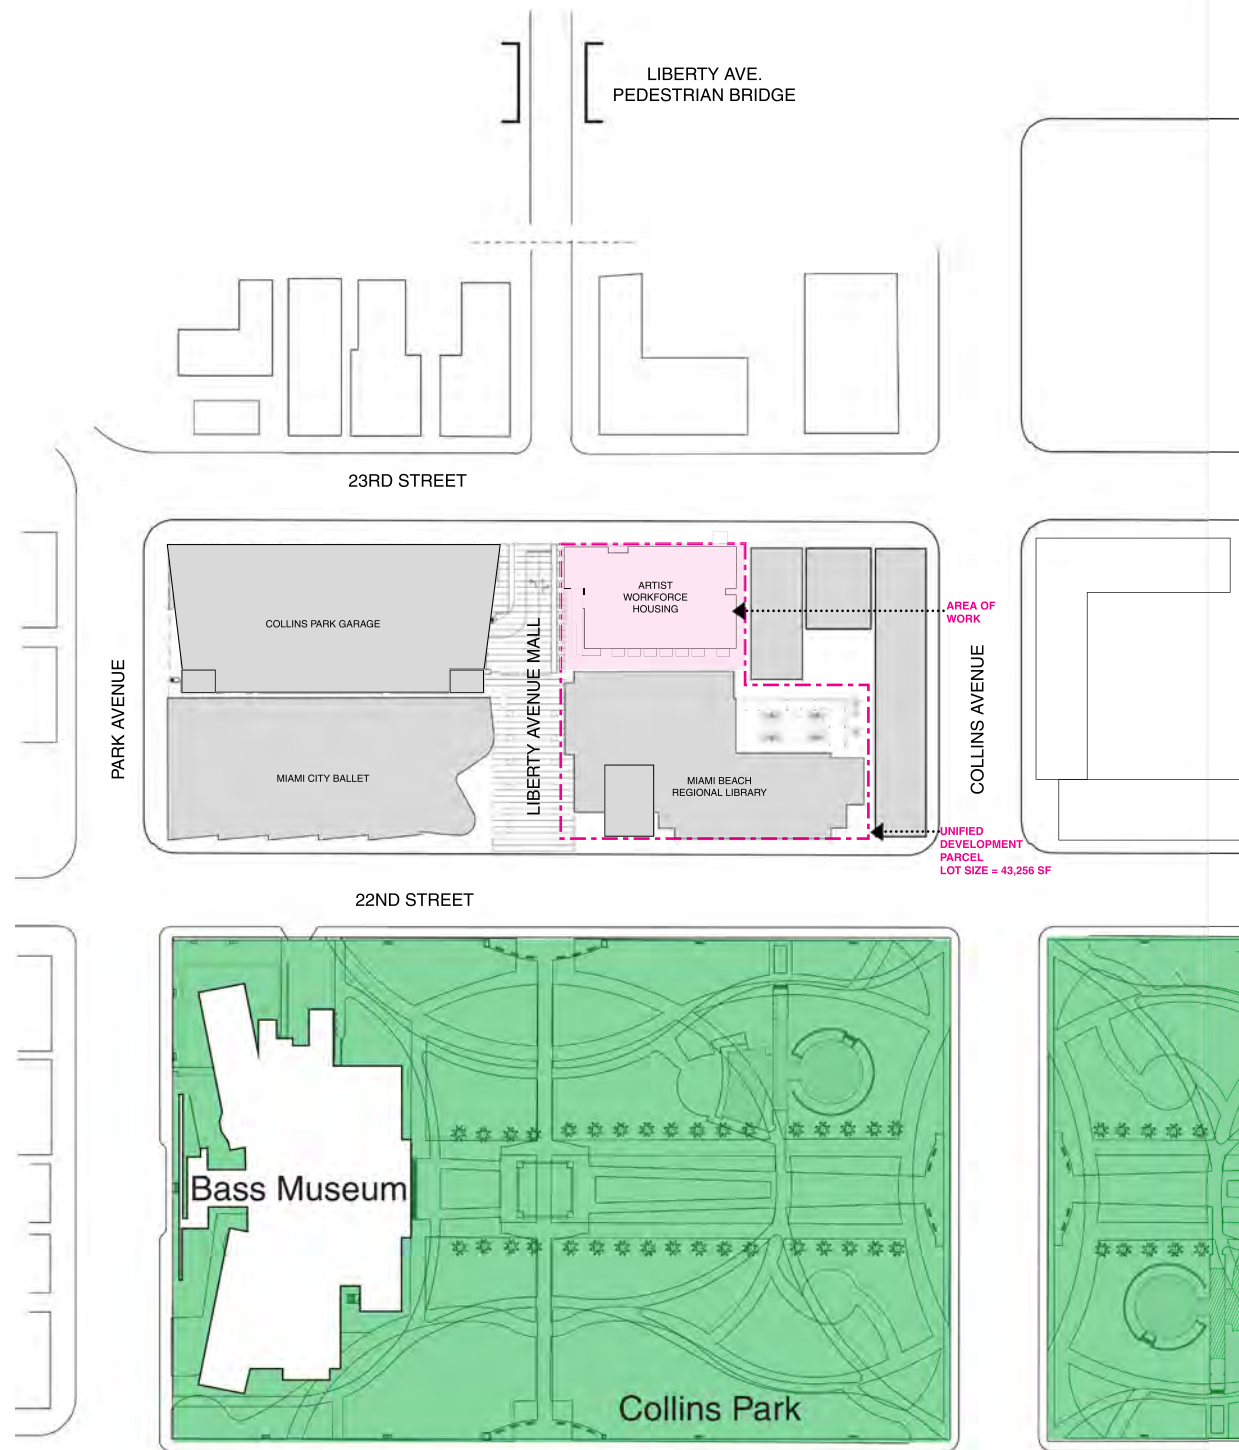 LIBERTY AVE.
PEDESTRIAN BRIDGE
23RD STREET
ARTIST
WORKFORCE
HOUSING
AREA OF
WORK
COLLINS PARK GARAGE
LIBERTY AVENUE MALL
PARK AVENUE
COLLINS AVENUE
MIAMI CITY BALLET
MIAMI BEACH
REGIONAL LIBRARY
UNIFIED
DEVELOPMENT
PARCEL
LOT SIZE = 43,256 SF
22ND STREET
Bass Museum
Collins Park